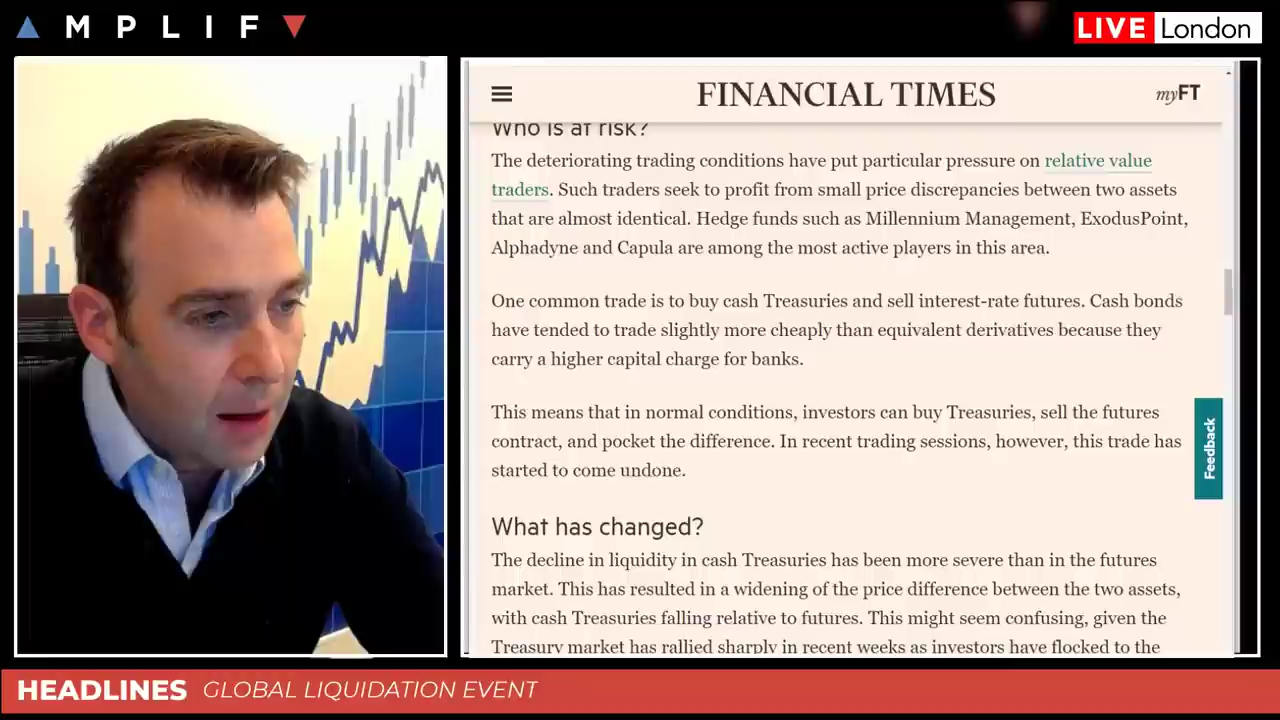 MPLIF
LIVE London
FINANCIAL TIMES
myFT
Who is at risk?
The deteriorating trading conditions have put particular pressure on relative value
traders. Such traders seek to profit from small price discrepancies between two assets
that are almost identical. Hedge funds such as Millennium Management, ExodusPoint,
Alphadyne and Capula are among the most active players in this area.
One common trade is to buy cash Treasuries and sell interest-rate futures. Cash bonds
have tended to trade slightly more cheaply than equivalent derivatives because they
carry a higher capital charge for banks.
This means that in normal conditions, investors can buy Treasuries, sell the futures
contract, and pocket the difference. In recent trading sessions, however, this trade has
started to come undone.
Feedback
What has changed?
The decline in liquidity in cash Treasuries has been more severe than in the futures
market. This has resulted in a widening of the price difference between the two assets,
with cash Treasuries falling relative to futures. This might seem confusing, given the
Treasury market has rallied sharply in recent weeks as investors have flocked to the
HEADLINES GLOBAL LIQUIDATION EVENT